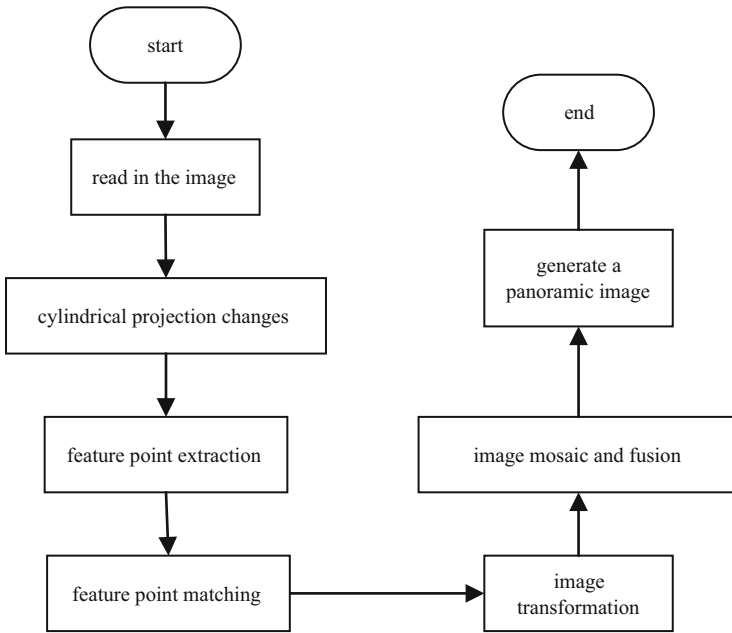 start
read in the image
cylindrical projection changes
feature point extraction
feature point matching
image
transformation
image mosaic and fusion
generate a
panoramic image
end